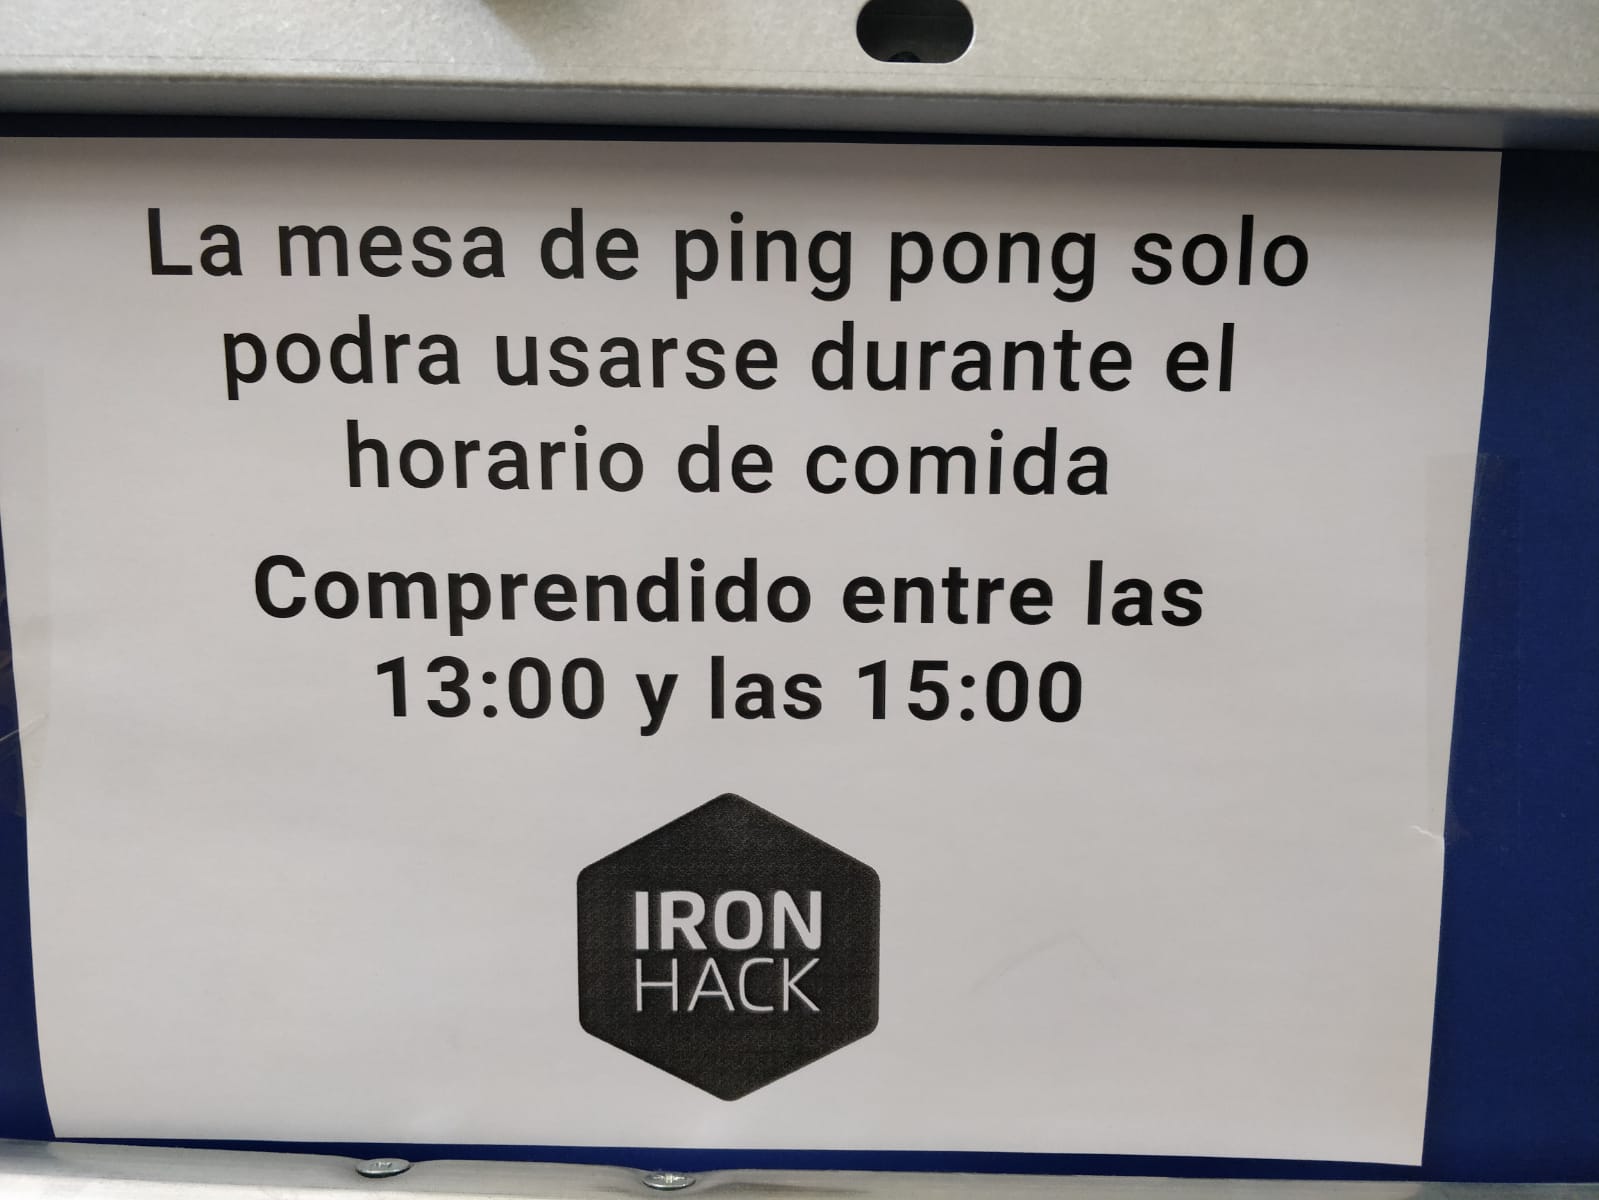 La mesa de ping pong solo
podra usarse durante el
horario de comida
Comprendido entre las
13:00 y las 15:00
IRON
HACK